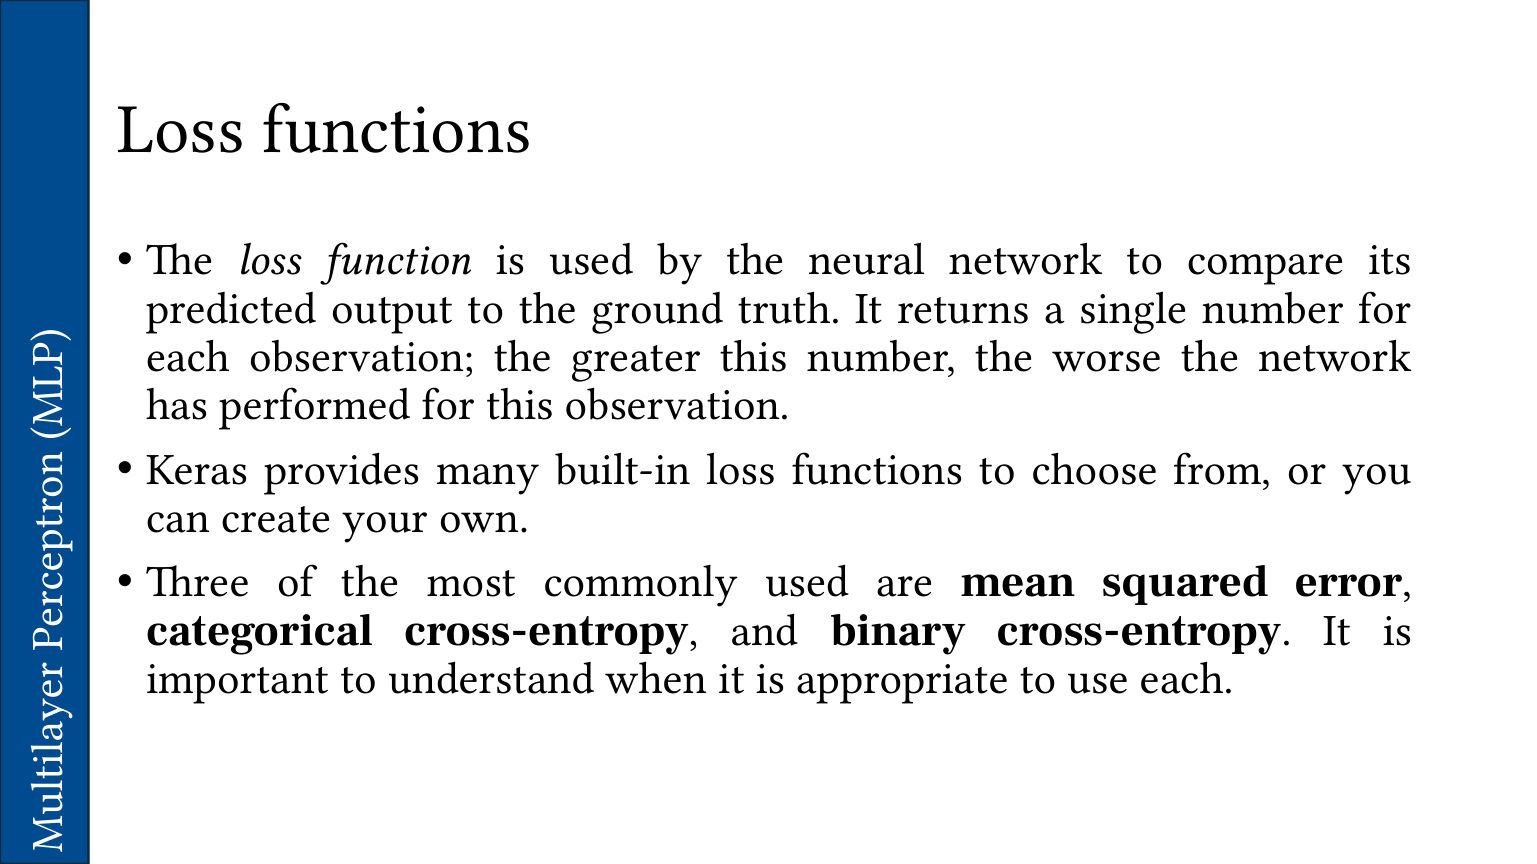 Loss functions
• The loss function is used by the neural network to compare its
predicted output to the ground truth. It returns a single number for
each observation; the greater this number, the worse the network
has performed for this observation.
• Keras provides many built-in loss functions to choose from, or you
can create your own.
• Three of the most commonly used are mean squared error,
categorical cross-entropy, and binary cross-entropy. It is
important to understand when it is appropriate to use each.
Multilayer Perceptron (MLP)